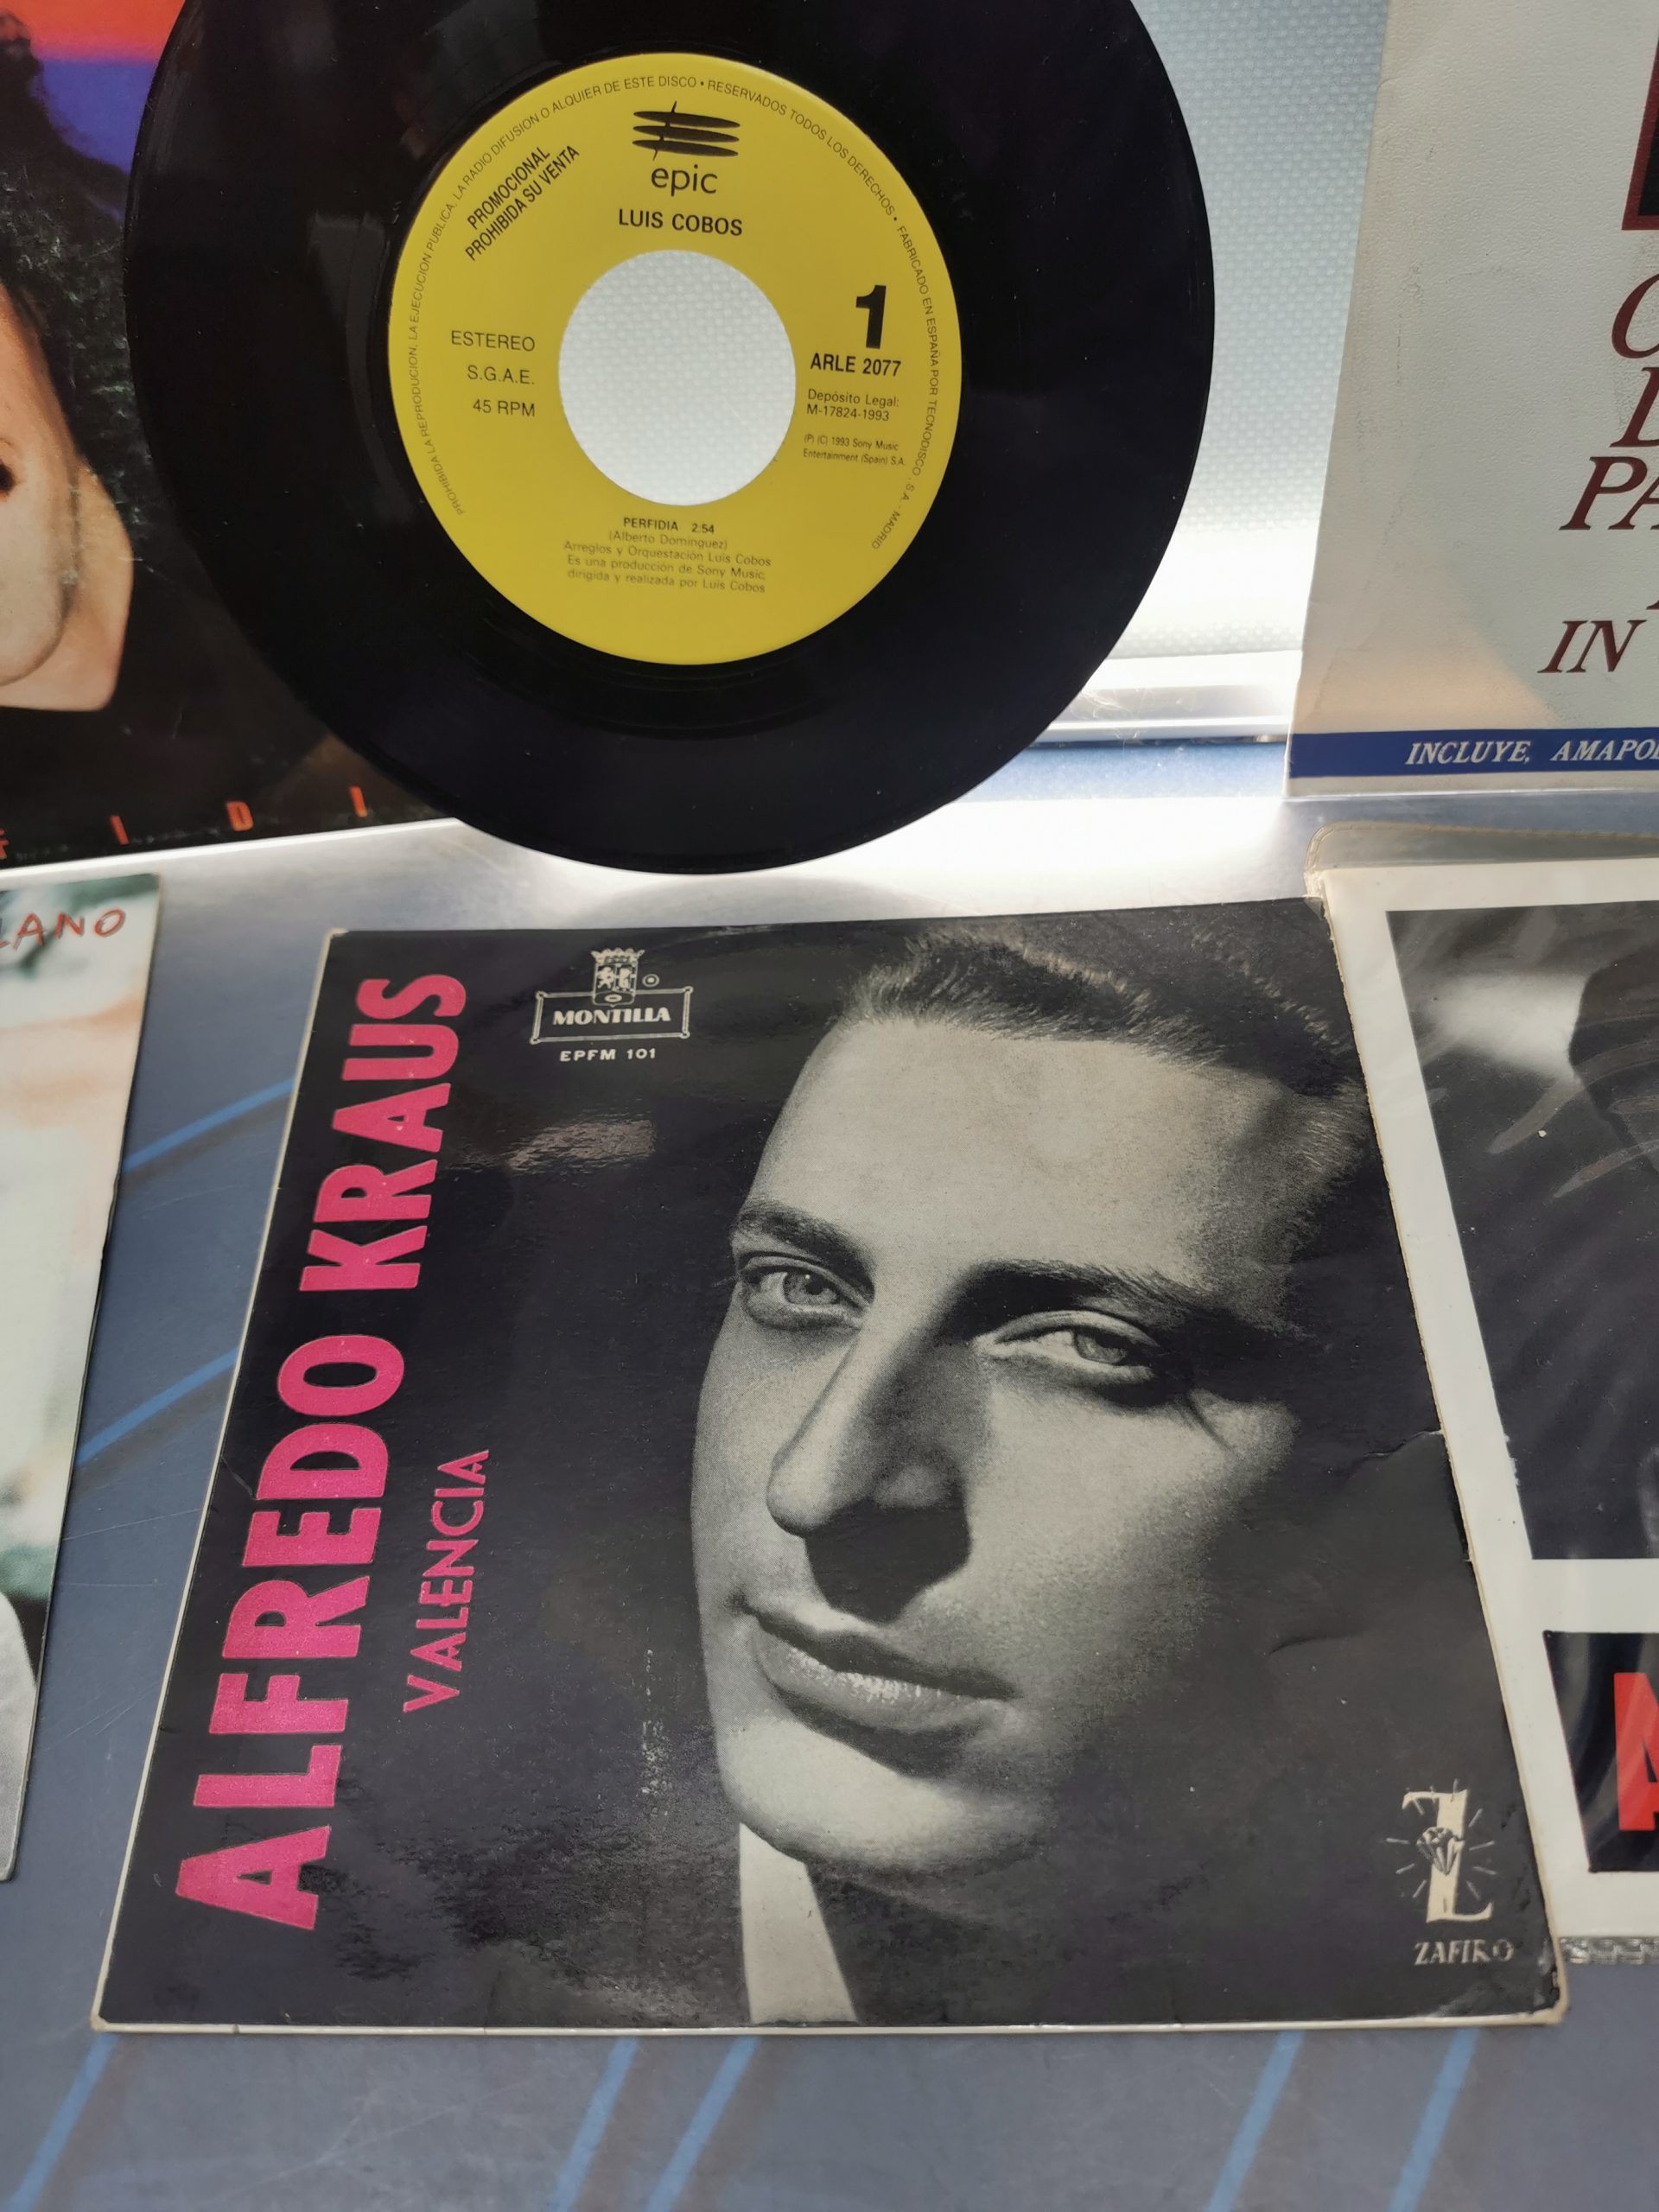 PROHIBIDA LA REPRODUCION, LA EJECUCION PUBLICA, LA RADIO DIFUSION O ALQUIER DE ESTE DISCO • RESERVADOS TODOS LOS DERECHOS • FABRICADO EN ESPAÑA POR TECNODISCO, S.A. - MADRID
PROMOCIONAL
PROHIBIDA SU VENTA
epic
LUIS COBOS
ESTEREO
S.G.A.E.
45 RPM
1
ARLE 2077
Depósito Legal:
M-17824-1993
(P) (C) 1993 Sony Music
Entertainment (Spain) S.A.
PERFIDIA 2:54
(Alberto Dominguez)
Arreglos y Orquestación Luis Cobos
Es una producción de Sony Music,
dirigida y realizada por Luis Cobos
I D I
PA
IN
INCLUYE, AMAPO
LANO
MONTILLA
EPFM 101
ALFREDO KRAUS
VALENCIA
ZAFIRO